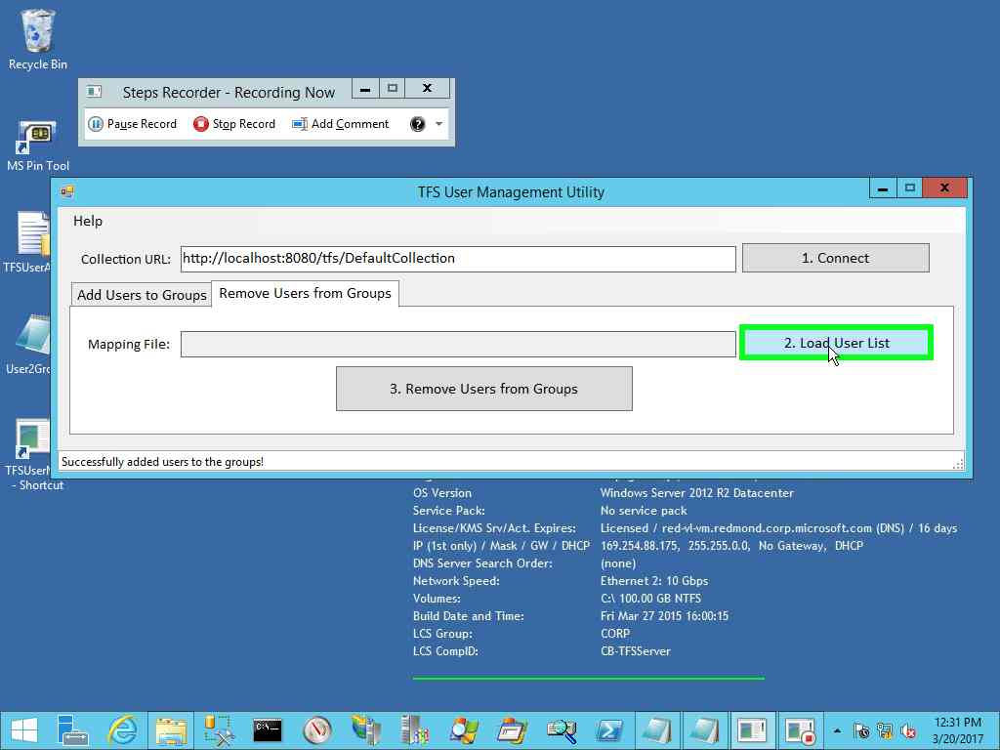 Recycle Bin
Steps Recorder - Recording Now
Pause Record Stop Record Add Comment
MS Pin Tool
TFS User Management Utility
Help
Collection URL: http://localhost:8080/tfs/DefaultCollection 1. Connect
Add Users to Groups Remove Users from Groups
Mapping File: 2. Load User List
3. Remove Users from Groups
Successfully added users to the groups!
- Shortcut
OS Version Windows Server 2012 R2 Datacenter
Service Pack: No service pack
License/KMS Srv/Act. Expires: Licensed / red-vl-vm.redmond.corp.microsoft.com (DNS) / 16 days
IP (1st only) / Mask / GW / DHCP 169.254.88.175, 255.255.0.0, No Gateway, DHCP
DNS Server Search Order: (none)
Network Speed: Ethernet 2: 10 Gbps
Volumes: C:\ 100.00 GB NTFS
Build Date and Time: Fri Mar 27 2015 16:00:15
LCS Group: CORP
LCS CompID: CB-TFSServer
12:31 PM
3/20/2017